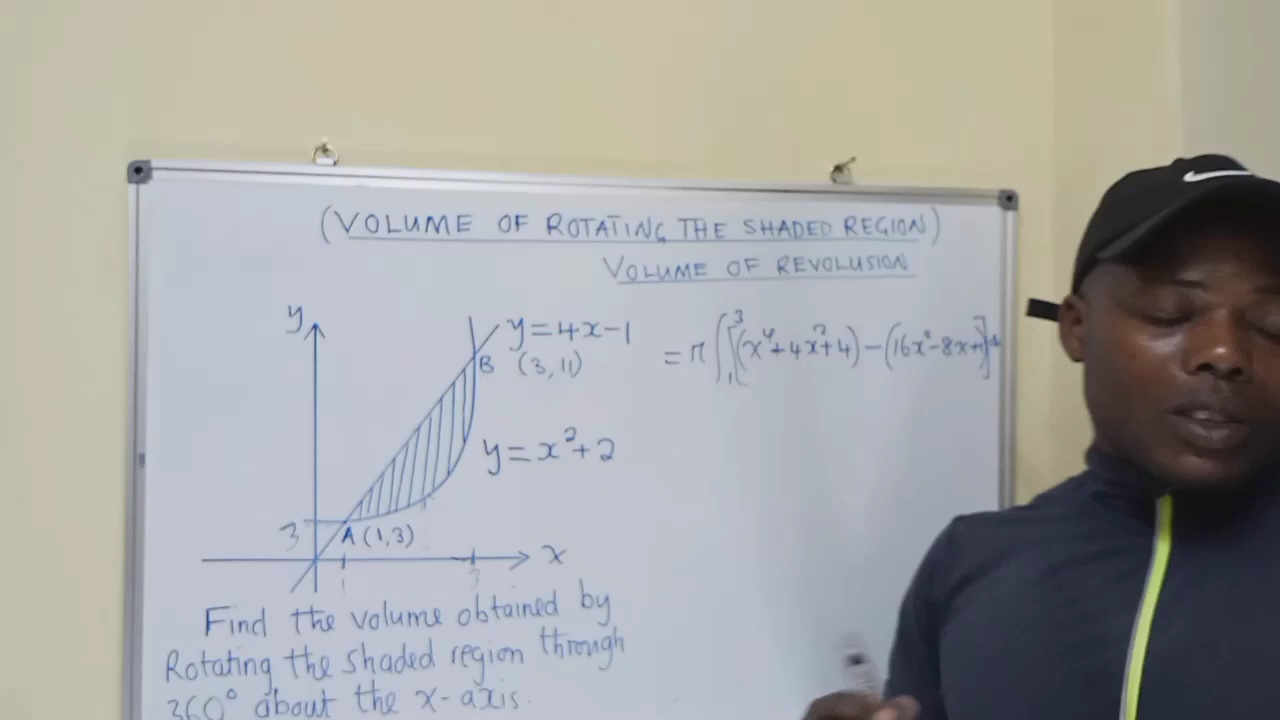 (VOLUME OF ROTATING THE SHADED REGION)
VOLUME OF REVOLUSION
y
y=4x-1
B (3,11)
y=x²+2
3
A(1,3)
x
1
3
= π∫₁³[(x⁴+4x²+4)-(16x²-8x+1)]
Find the volume obtained by
Rotating the shaded region through
360° about the x-axis.